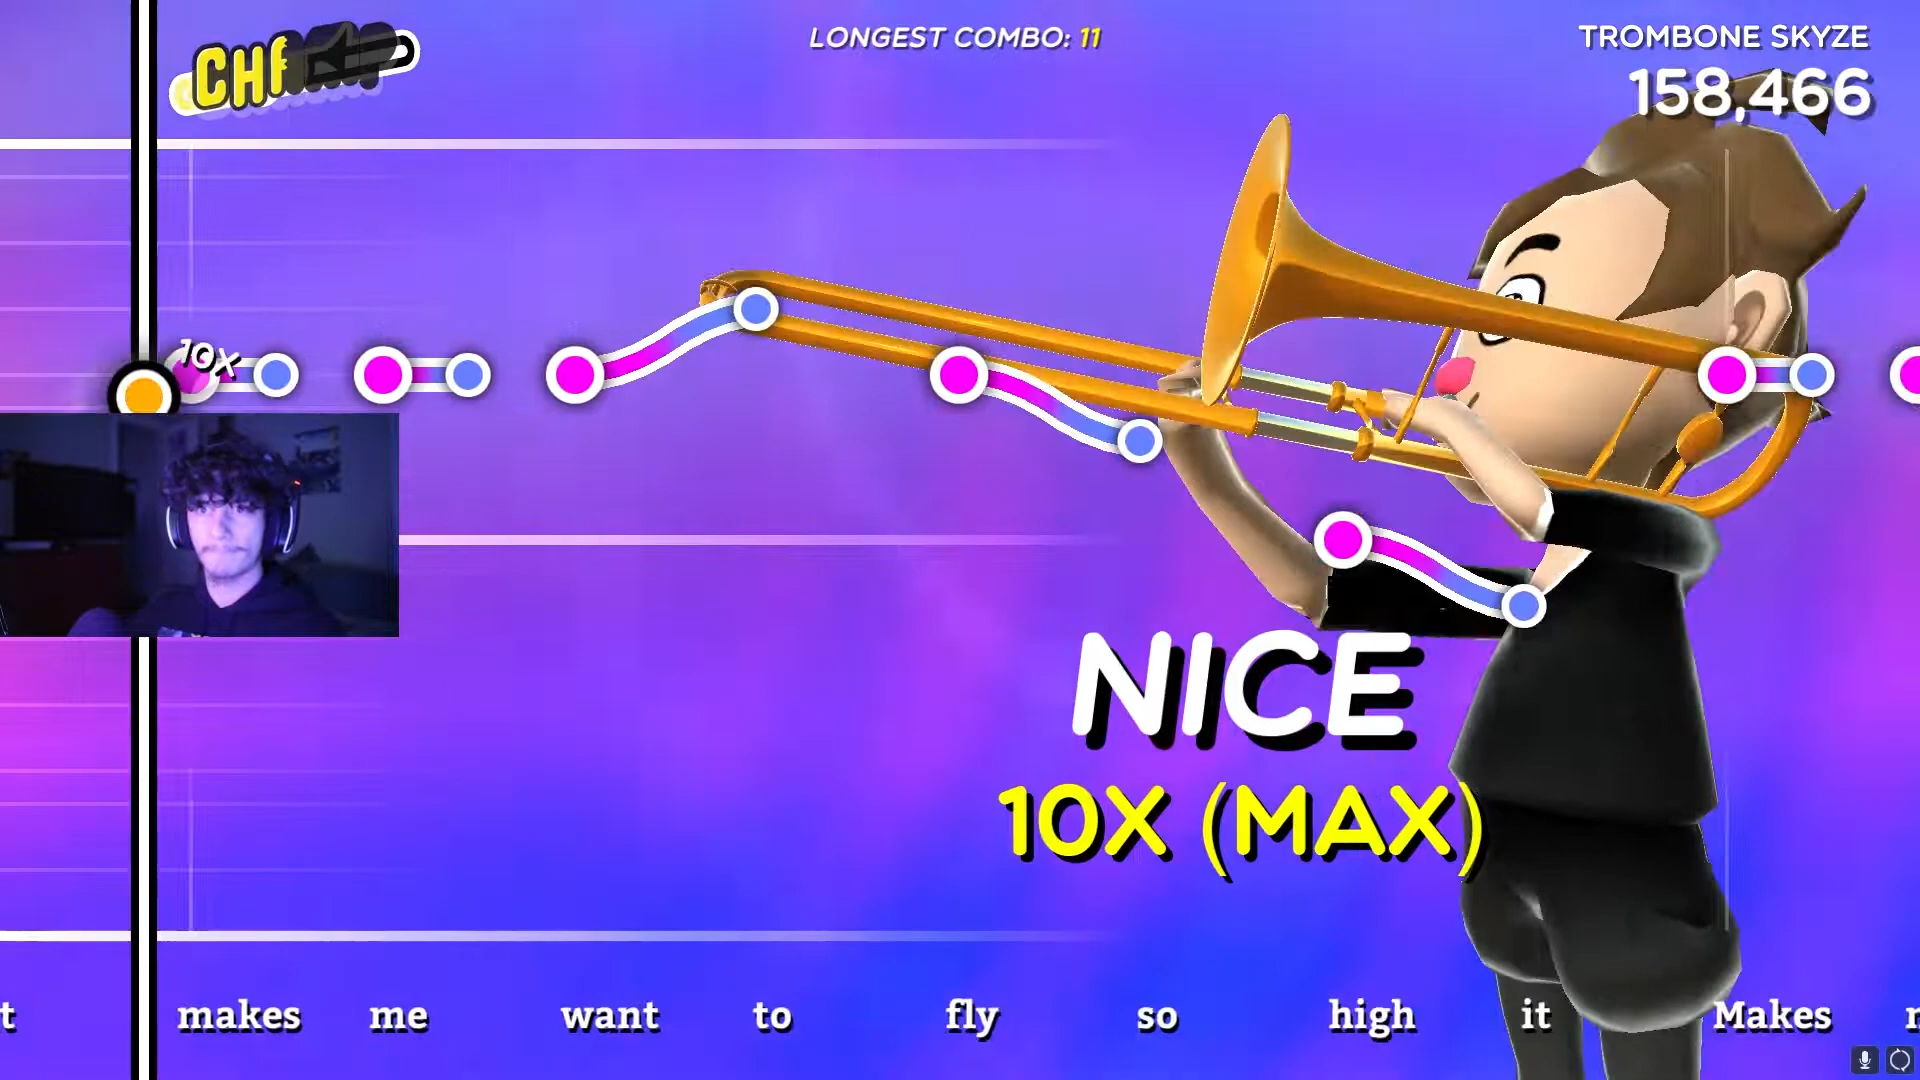 LONGEST COMBO: 11
TROMBONE SKYZE
158,466
10X
NICE
10X (MAX)
makes me want to fly so high it Makes